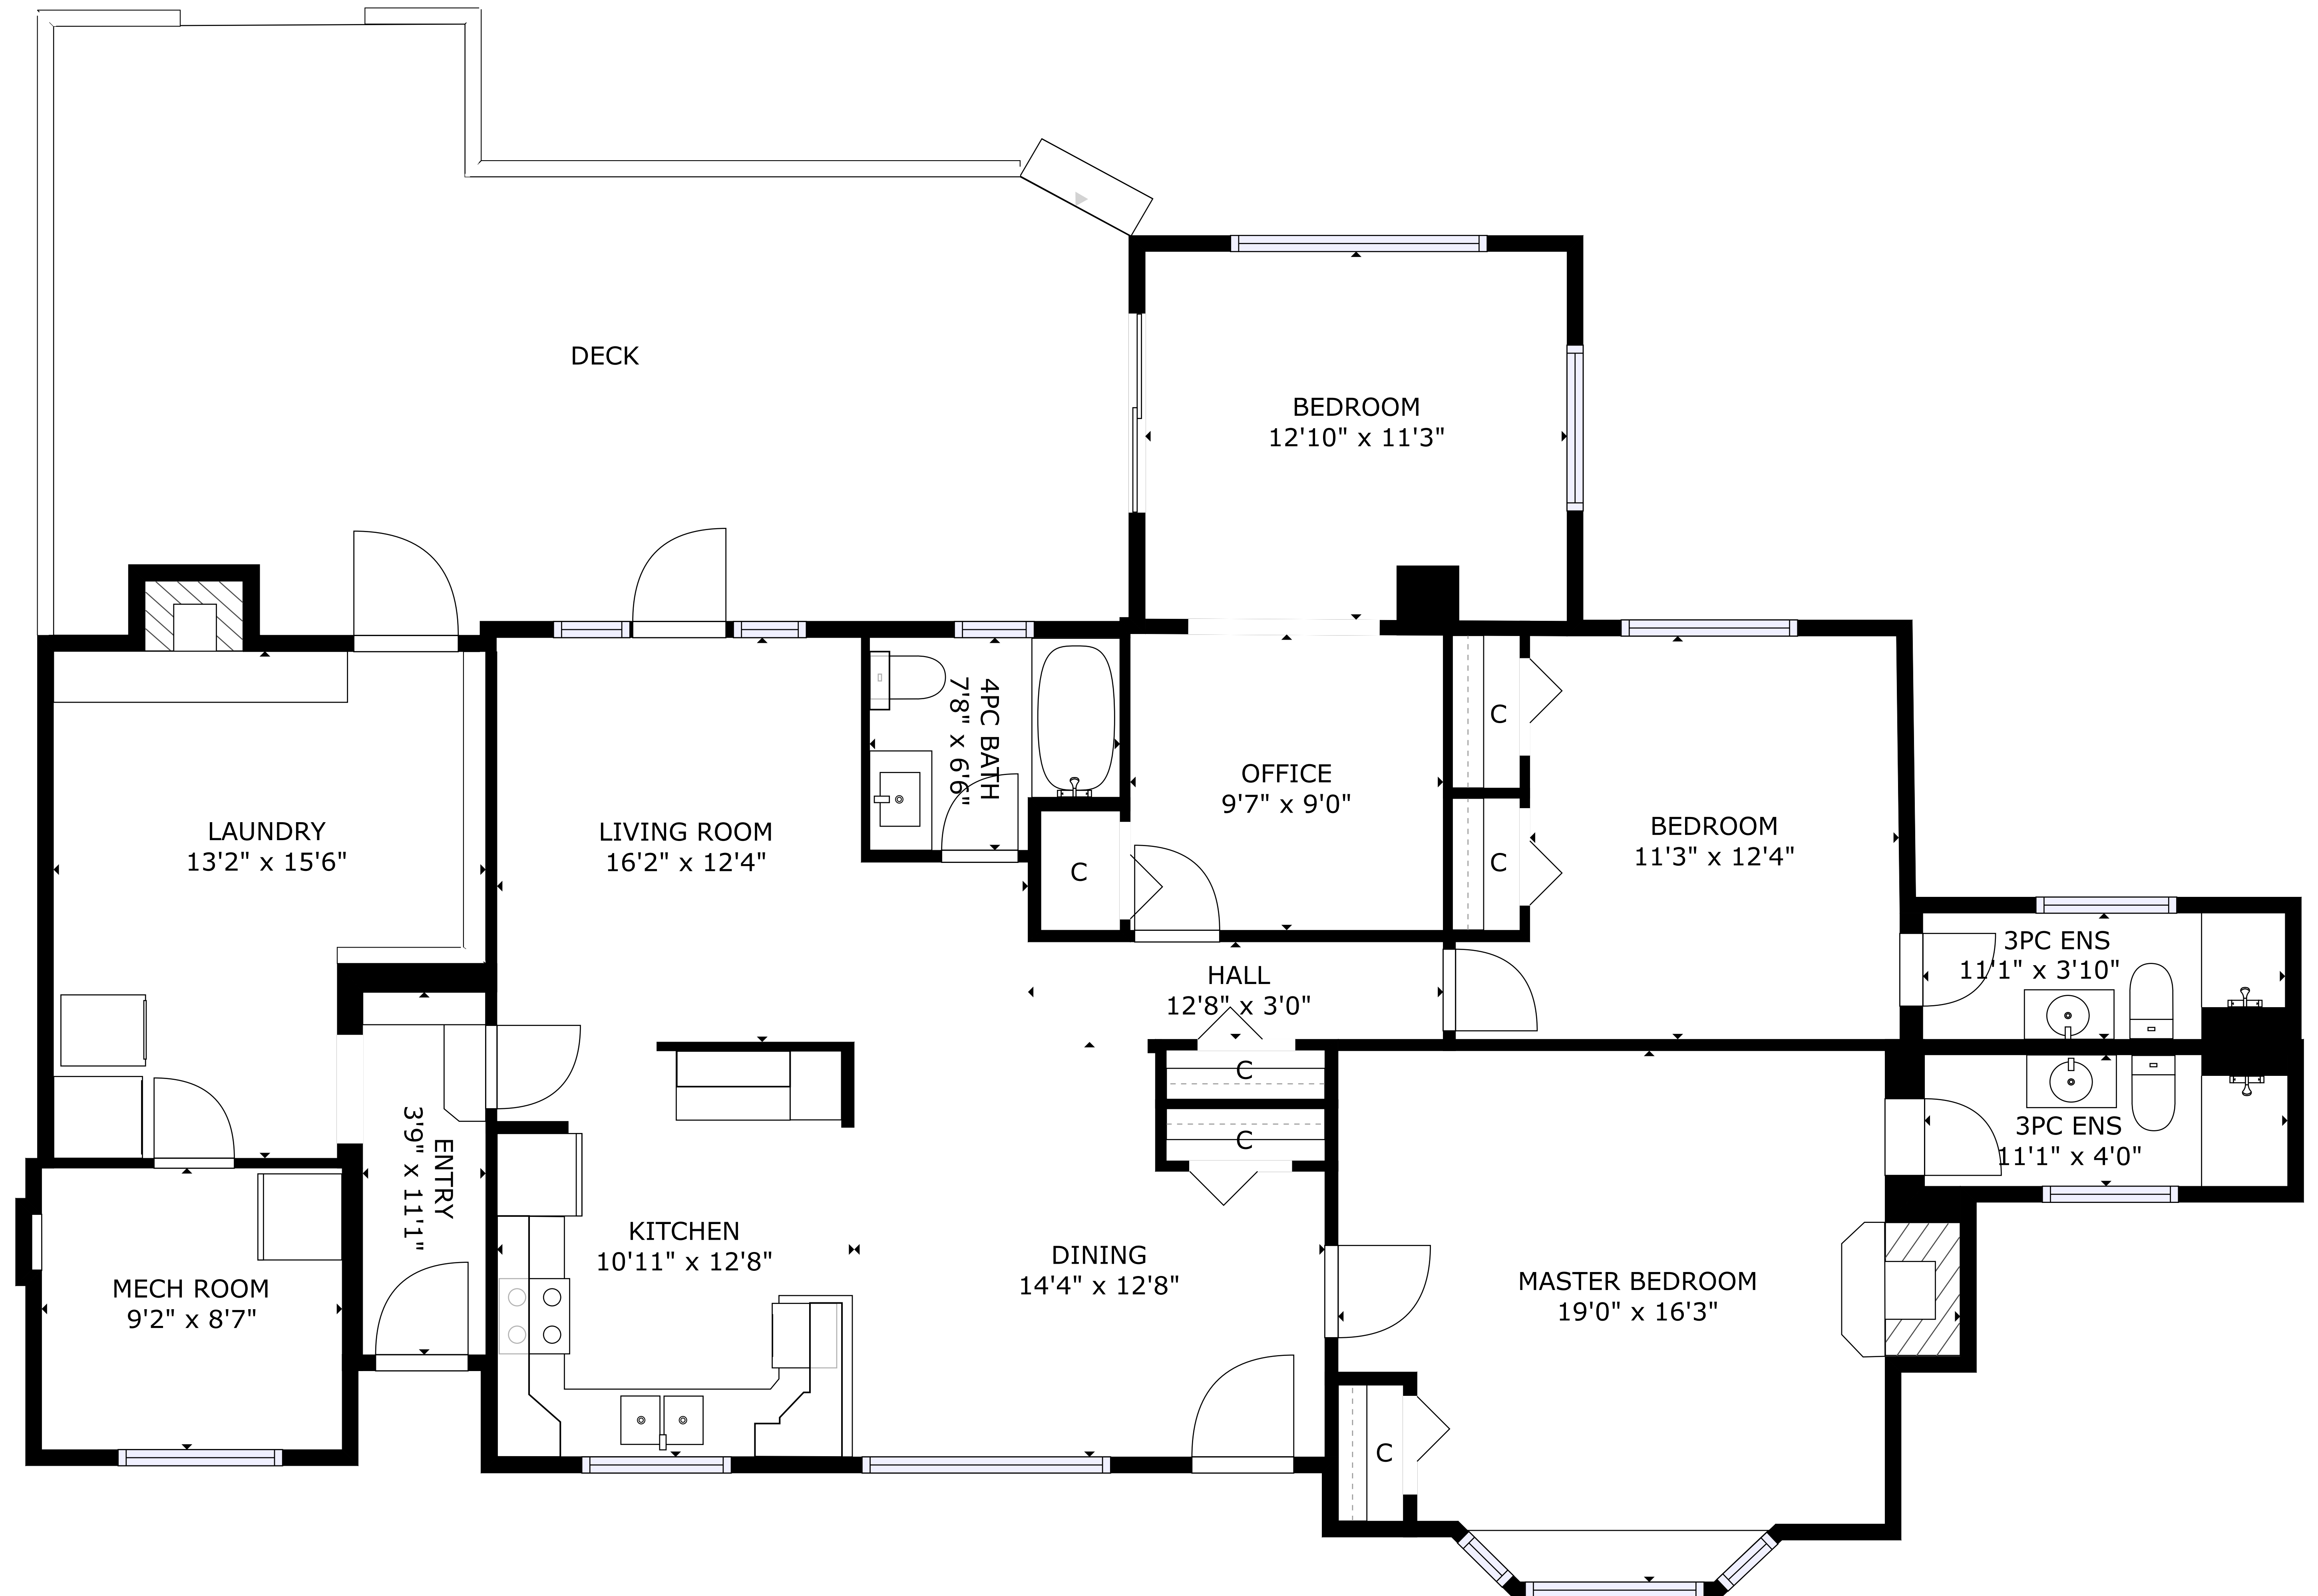 DECK
BEDROOM
12'10" x 11'3"
4PC BATH
7'8" x 6'6"
C
OFFICE
9'7" x 9'0"
LAUNDRY
13'2" x 15'6"
LIVING ROOM
16'2" x 12'4"
BEDROOM
11'3" x 12'4"
C
C
3PC ENS
11'1" x 3'10"
HALL
12'8" x 3'0"
C
C
3PC ENS
11'1" x 4'0"
ENTRY
3'9" x 11'1"
KITCHEN
10'11" x 12'8"
DINING
14'4" x 12'8"
MECH ROOM
9'2" x 8'7"
MASTER BEDROOM
19'0" x 16'3"
C